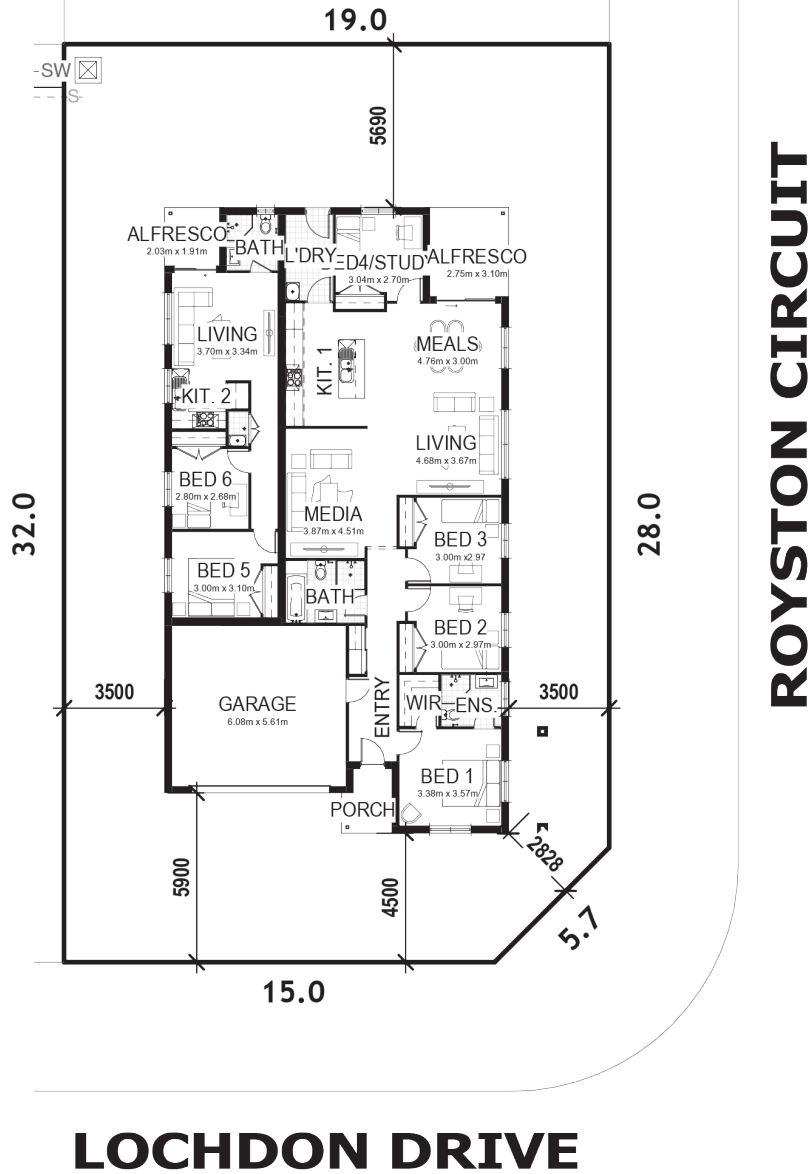 19.0
SW
S
5690
ALFRESCO
2.03m x 1.91m
BATH
L'DRY
ED4/STUD
3.04m x 2.70m
ALFRESCO
2.75m x 3.10m
LIVING
3.70m x 3.34m
KIT. 1
MEALS
4.76m x 3.00m
KIT. 2
LIVING
4.68m x 3.67m
BED 6
2.80m x 2.68m
MEDIA
3.87m x 4.51m
BED 3
3.00m x2.97
32.0
28.0
BED 5
3.00m x 3.10m
BATH
BED 2
3.00m x2.97m
3500
GARAGE
6.08m x 5.61m
ENTRY
WIR
ENS.
3500
BED 1
3.38m x 3.57m
PORCH
5900
4500
2828
5.7
15.0
ROYSTON CIRCUIT
LOCHDON DRIVE